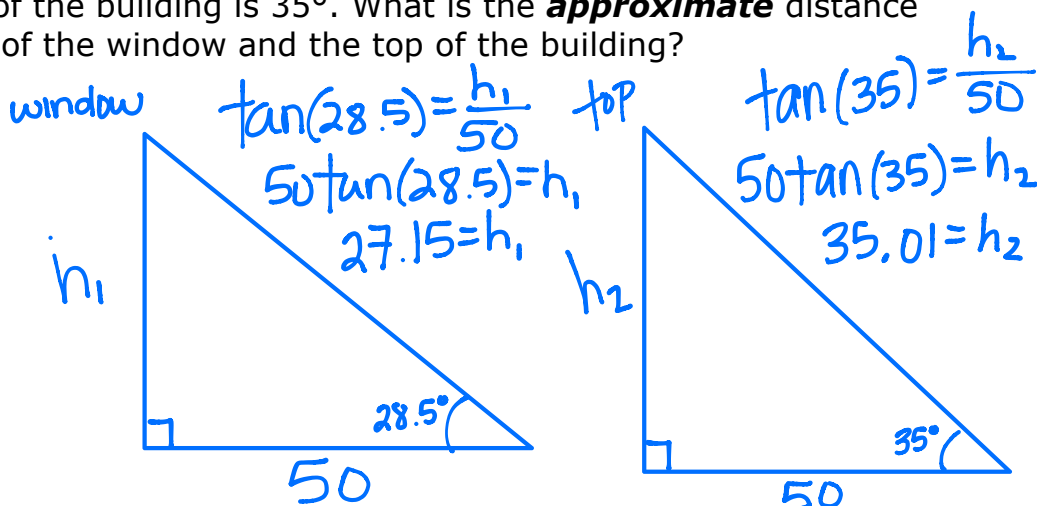 of the building is 35°. What is the approximate distance
of the window and the top of the building?
window
tan(28.5)=h₁/50
50tan(28.5)=h₁
27.15=h₁
h₁
28.5°
50
top
tan(35)=h₂/50
50tan(35)=h₂
35.01=h₂
h₂
35°
50